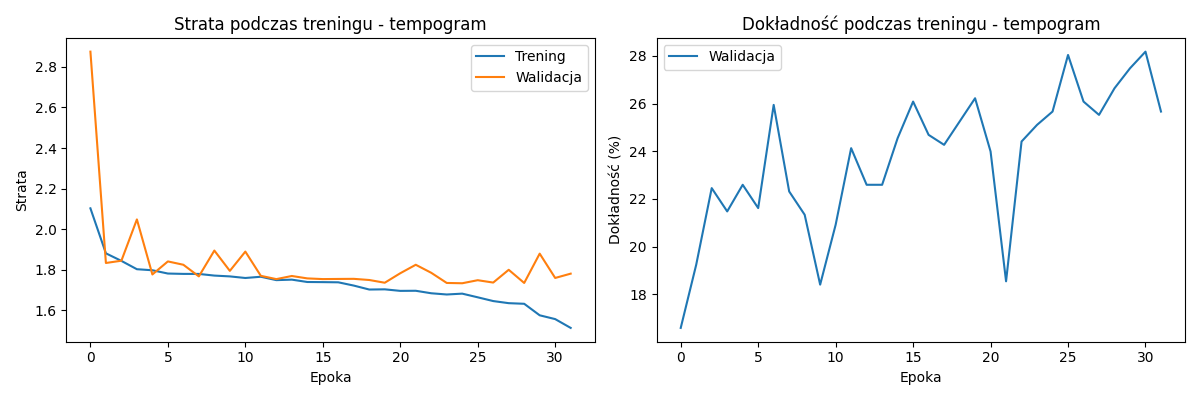 Strata podczas treningu - tempogram
Trening
Walidacja
2.8
2.6
2.4
2.2
2.0
1.8
1.6
Strata
0 5 10 15 20 25 30
Epoka
Dokładność podczas treningu - tempogram
Walidacja
28
26
24
22
20
18
Dokładność (%)
0 5 10 15 20 25 30
Epoka